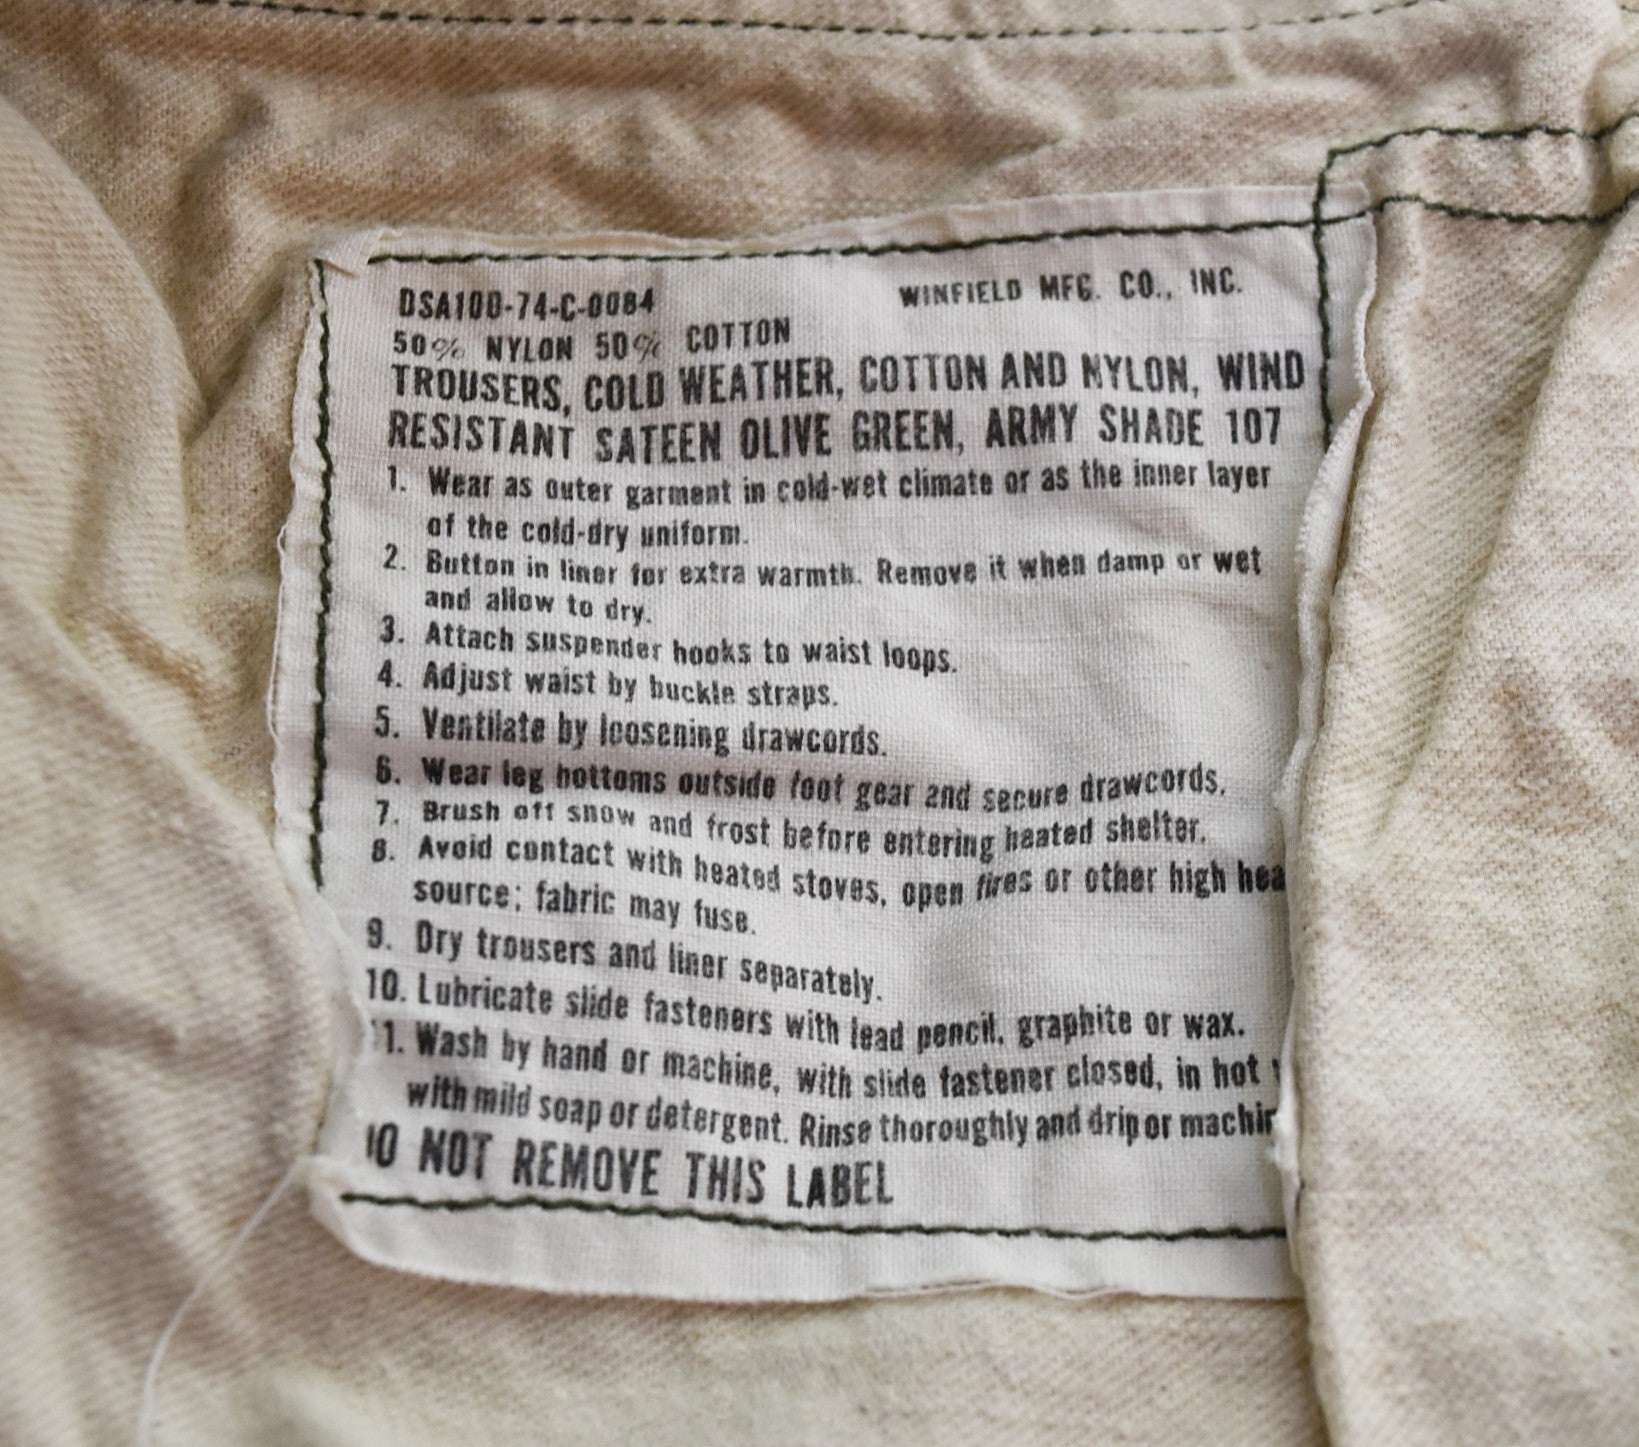 DSA100-74-C-0084 WINFIELD MFG. CO., INC.
50% NYLON 50% COTTON
TROUSERS, COLD WEATHER, COTTON AND NYLON, WIND
RESISTANT SATEEN OLIVE GREEN, ARMY SHADE 107
1. Wear as outer garment in cold-wet climate or as the inner layer
of the cold-dry uniform.
2. Button in liner for extra warmth. Remove it when damp or wet
and allow to dry.
3. Attach suspender hooks to waist loops.
4. Adjust waist by buckle straps.
5. Ventilate by loosening drawcords.
6. Wear leg bottoms outside foot gear and secure drawcords.
7. Brush off snow and frost before entering heated shelter.
8. Avoid contact with heated stoves, open fires or other high hea
source; fabric may fuse.
9. Dry trousers and liner separately.
10. Lubricate slide fasteners with lead pencil, graphite or wax.
11. Wash by hand or machine, with slide fastener closed, in hot
with mild soap or detergent. Rinse thoroughly and drip or machin
DO NOT REMOVE THIS LABEL